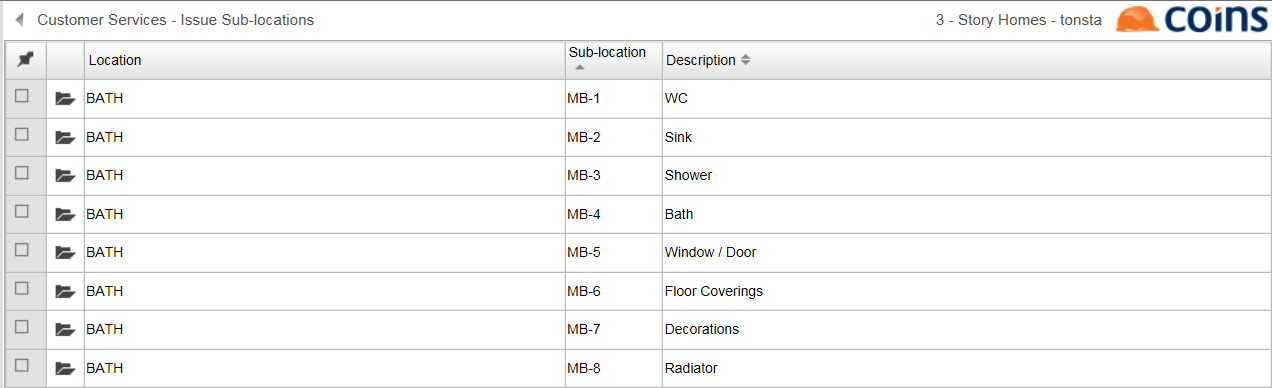 Customer Services - Issue Sub-locations 3 - Story Homes - tonsta coins
Location Sub-location Description
BATH MB-1 WC
BATH MB-2 Sink
BATH MB-3 Shower
BATH MB-4 Bath
BATH MB-5 Window / Door
BATH MB-6 Floor Coverings
BATH MB-7 Decorations
BATH MB-8 Radiator